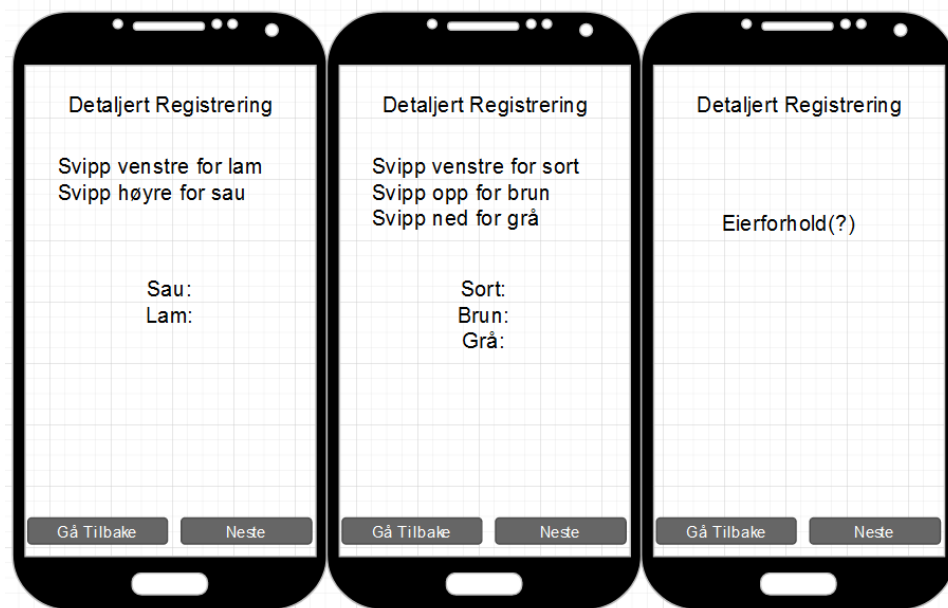 Detaljert Registrering
Svipp venstre for lam
Svipp høyre for sau
Sau:
Lam:
Gå Tilbake
Neste
Detaljert Registrering
Svipp venstre for sort
Svipp opp for brun
Svipp ned for grå
Sort:
Brun:
Grå:
Gå Tilbake
Neste
Detaljert Registrering
Eierforhold(?)
Gå Tilbake
Neste